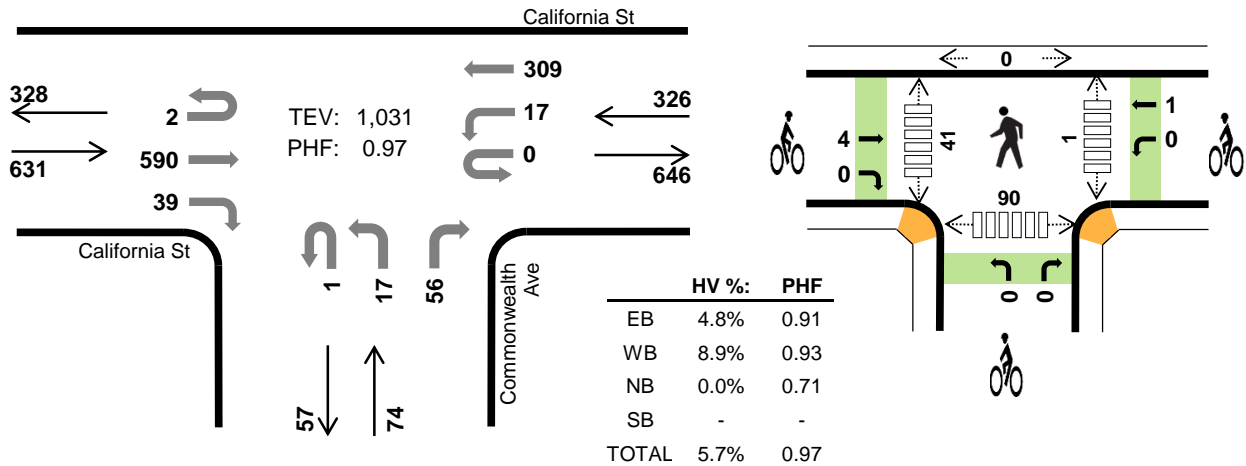 California St
309
328
2
TEV: 1,031
17
326
PHF: 0.97
631
590
0
646
39
California St
1
17
56
Commonwealth
Ave
57
74
HV %: PHF
EB 4.8% 0.91
WB 8.9% 0.93
NB 0.0% 0.71
SB - -
TOTAL 5.7% 0.97
0
4
0
41
1
1
0
90
0
0